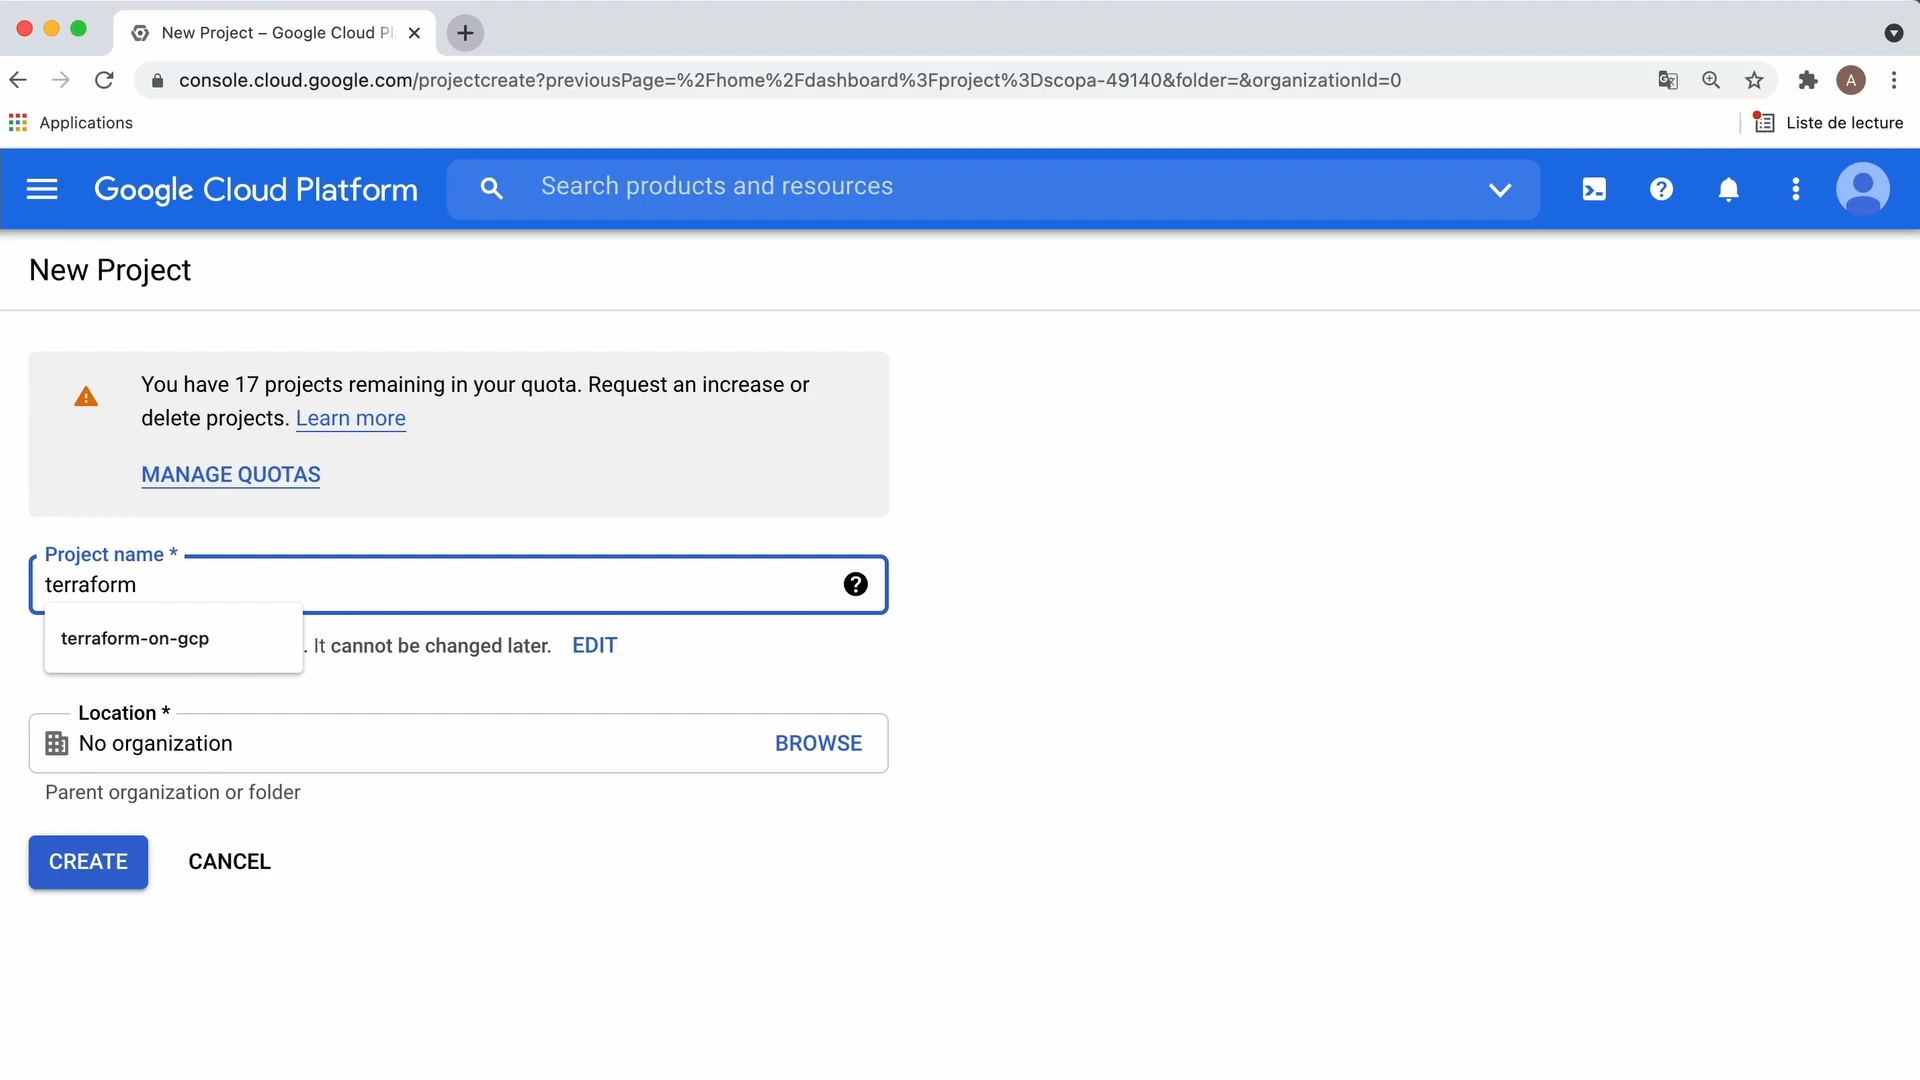 New Project – Google Cloud Pl
console.cloud.google.com/projectcreate?previousPage=%2Fhome%2Fdashboard%3Fproject%3Dscopa-49140&folder=&organizationId=0
A
Applications
Liste de lecture
Google Cloud Platform
Search products and resources
New Project
You have 17 projects remaining in your quota. Request an increase or
delete projects. Learn more
MANAGE QUOTAS
Project name *
terraform
terraform-on-gcp
. It cannot be changed later. EDIT
Location *
No organization
BROWSE
Parent organization or folder
CREATE
CANCEL